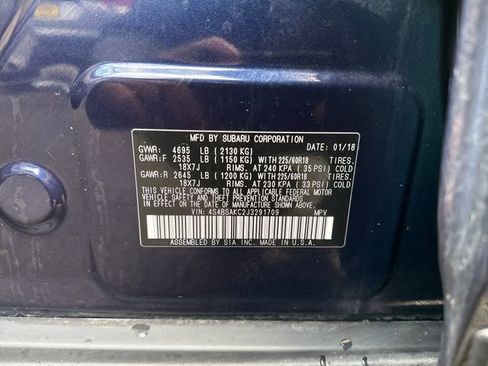 MFD BY SUBARU CORPORATION DATE: 01/18
GVWR: 4695 LB (2130 KG)
GAWR:F 2535 LB (1150 KG) WITH 225/60R18 TIRES,
18X7J RIMS, AT 240 KPA (35 PSI) COLD
GAWR:R 2645 LB (1200 KG) WITH 225/60R18 TIRES,
18X7J RIMS, AT 230 KPA (33 PSI) COLD
THIS VEHICLE CONFORMS TO ALL APPLICABLE FEDERAL MOTOR
VEHICLE SAFETY AND THEFT PREVENTION STANDARDS
IN EFFECT ON THE DATE OF MANUFACTURE SHOWN ABOVE.
VIN: 4S4BSAKC2J3291709 MPV
ASSEMBLED BY SIA INC. MADE IN U.S.A.